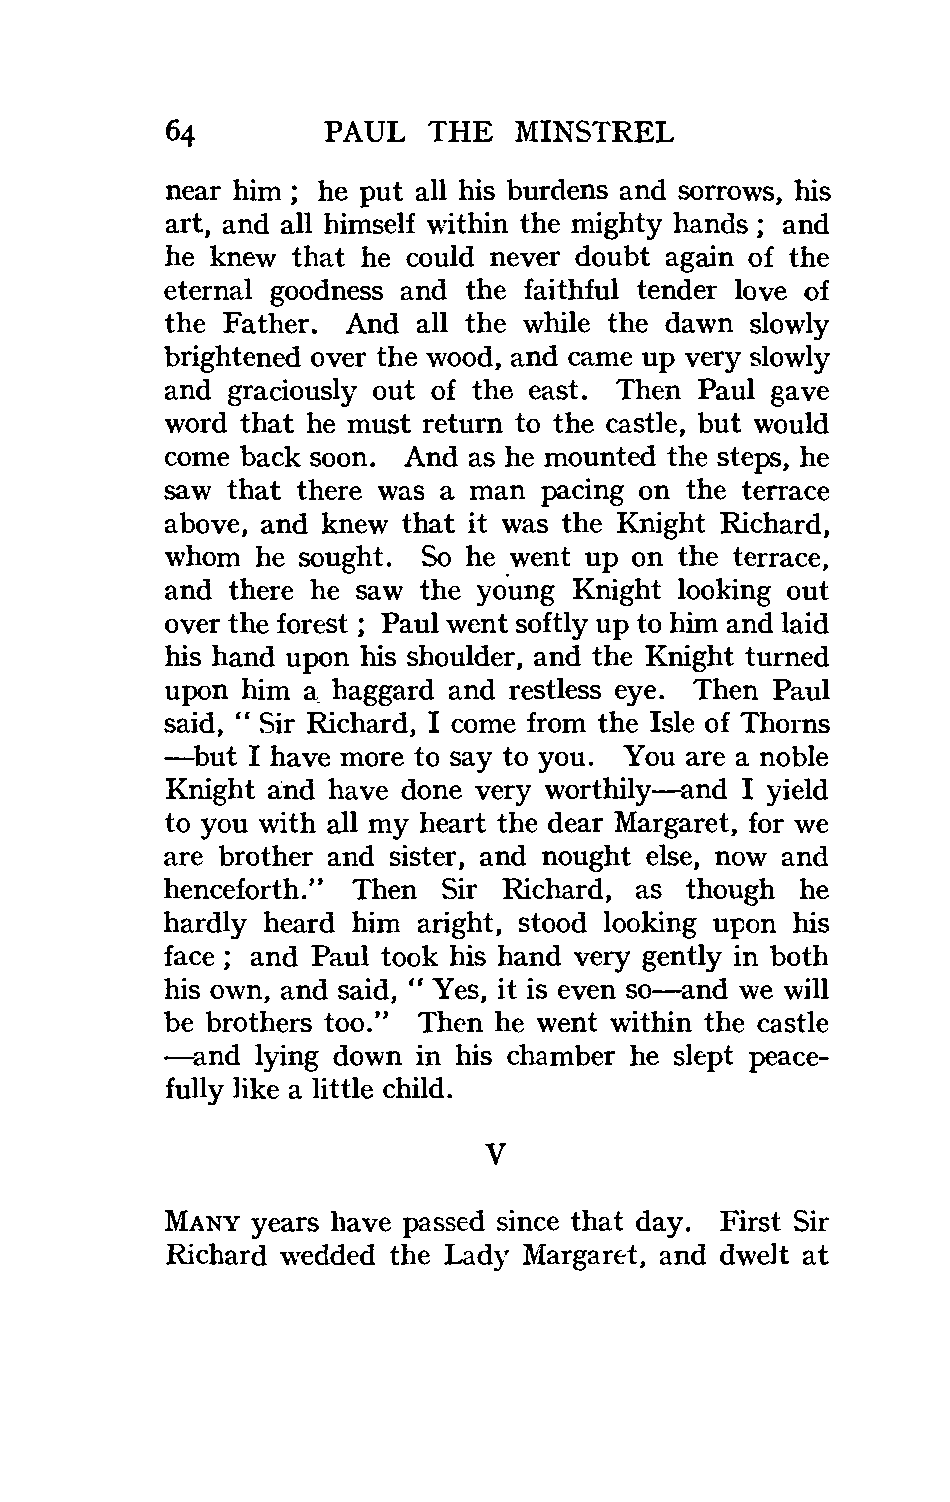 64 PAUL THE MINSTREL
near him ; he put all his burdens and sorrows, his
art, and all himself within the mighty hands ; and
he knew that he could never doubt again of the
eternal goodness and the faithful tender love of
the Father. And all the while the dawn slowly
brightened over the wood, and came up very slowly
and graciously out of the east. Then Paul gave
word that he must return to the castle, but would
come back soon. And as he mounted the steps, he
saw that there was a man pacing on the terrace
above, and knew that it was the Knight Richard,
whom he sought. So he went up on the terrace,
and there he saw the young Knight looking out
over the forest ; Paul went softly up to him and laid
his hand upon his shoulder, and the Knight turned
upon him a haggard and restless eye. Then Paul
said, “ Sir Richard, I come from the Isle of Thorns
—but I have more to say to you. You are a noble
Knight and have done very worthily—and I yield
to you with all my heart the dear Margaret, for we
are brother and sister, and nought else, now and
henceforth.” Then Sir Richard, as though he
hardly heard him aright, stood looking upon his
face ; and Paul took his hand very gently in both
his own, and said, “ Yes, it is even so—and we will
be brothers too.” Then he went within the castle
—and lying down in his chamber he slept peace-
fully like a little child.
V
MANY years have passed since that day. First Sir
Richard wedded the Lady Margaret, and dwelt at